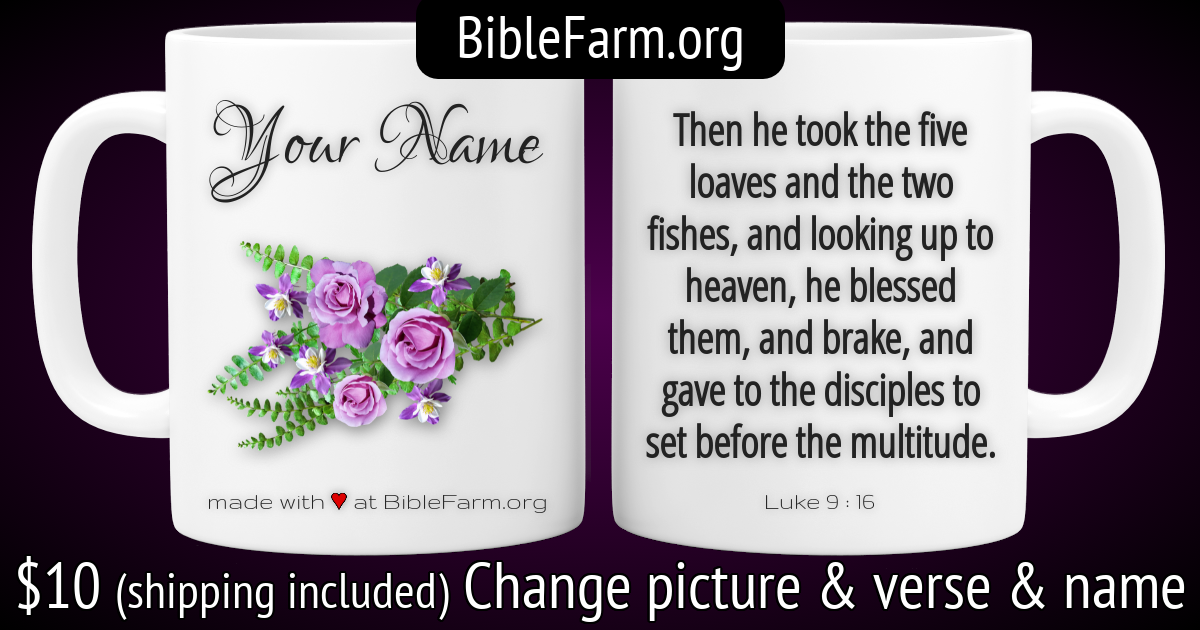 BibleFarm.org
Your Name
made with ♥ at BibleFarm.org
Then he took the five
loaves and the two
fishes, and looking up to
heaven, he blessed
them, and brake, and
gave to the disciples to
set before the multitude.
Luke 9 : 16
$10 (shipping included) Change picture & verse & name